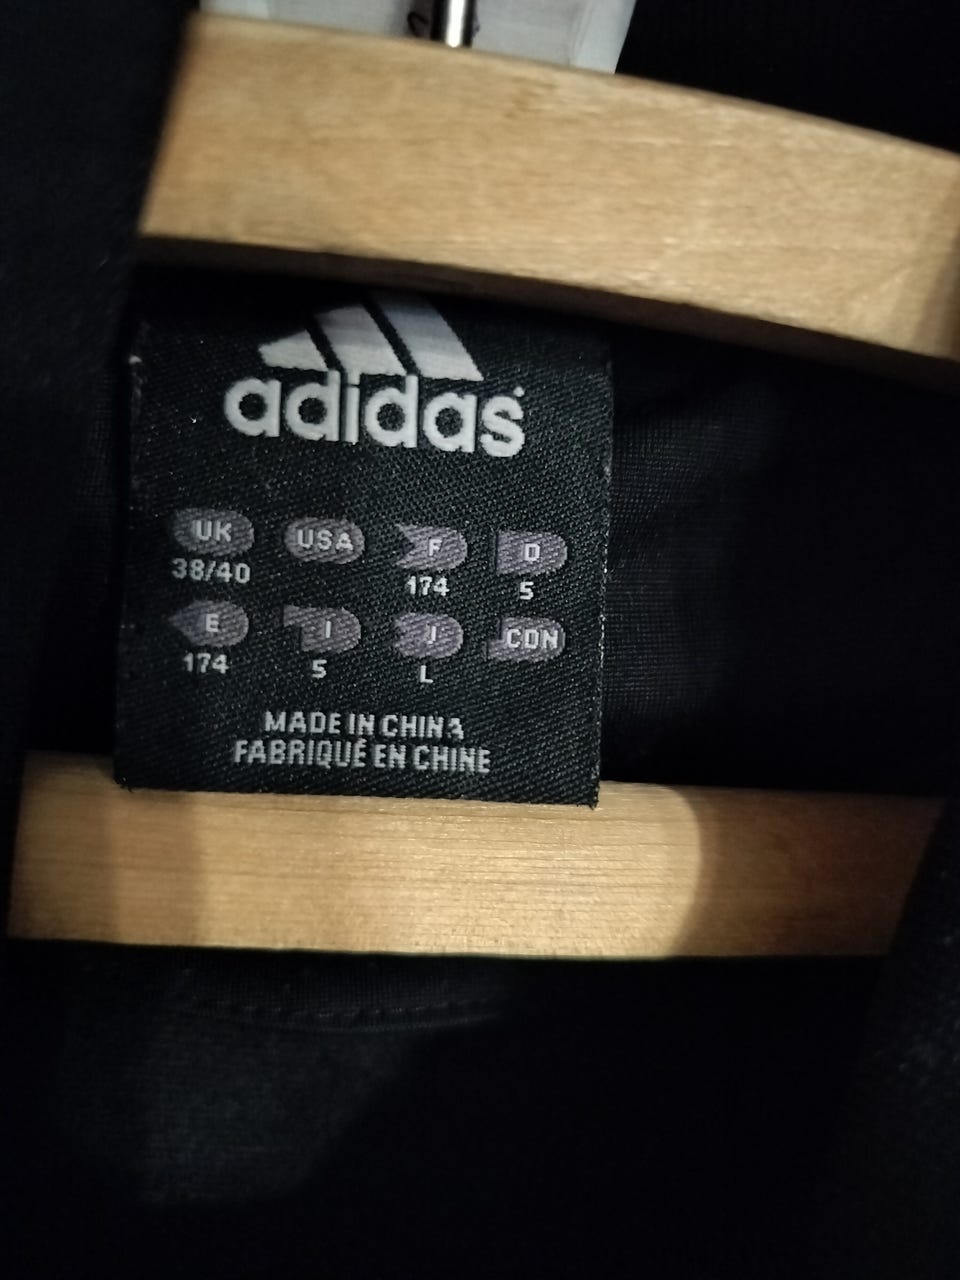 adidas
UK USA F D
38/40 174 5
E I J CDN
174 5 L
MADE IN CHINA
FABRIQUÉ EN CHINE